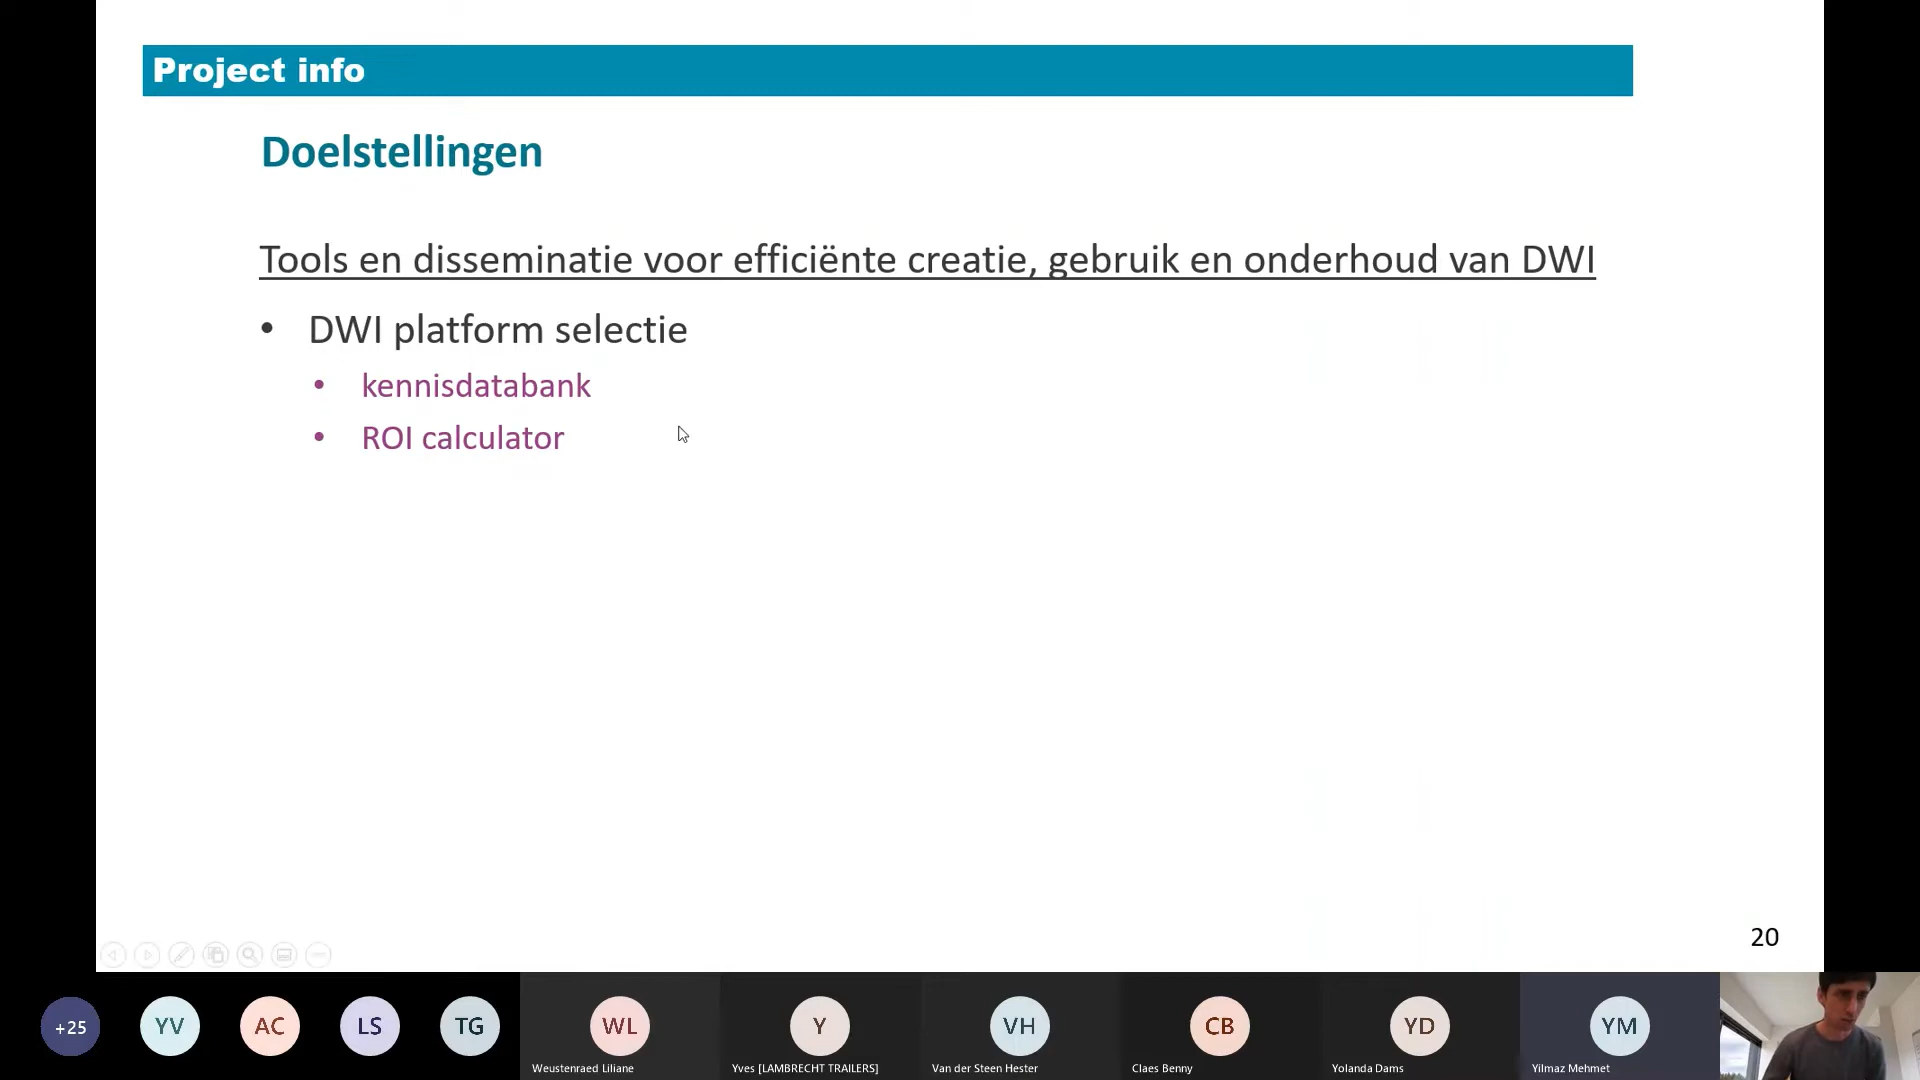 Project info
Doelstellingen
Tools en disseminatie voor efficiënte creatie, gebruik en onderhoud van DWI
• DWI platform selectie
• kennisdatabank
• ROI calculator
20
+25
YV
AC
LS
TG
WL
Y
VH
CB
YD
YM
Weustenraed Liliane
Yves [LAMBRECHT TRAILERS]
Van der Steen Hester
Claes Benny
Yolanda Dams
Yilmaz Mehmet